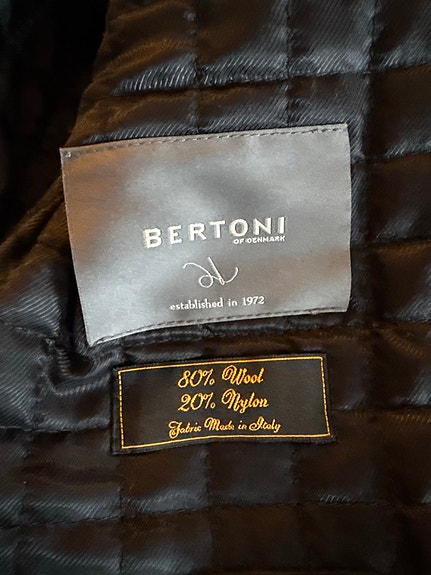 BERTONI
OF DENMARK
established in 1972
80% Wool
20% Nylon
Fabric Made in Italy